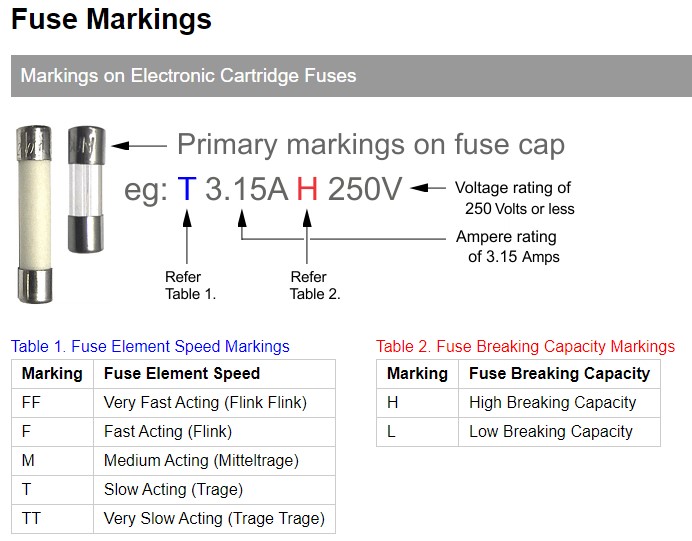 Fuse Markings
Markings on Electronic Cartridge Fuses
Primary markings on fuse cap
eg: T 3.15A H 250V
Voltage rating of
250 Volts or less
Ampere rating
of 3.15 Amps
Refer
Table 1.
Refer
Table 2.
Table 1. Fuse Element Speed Markings
Marking Fuse Element Speed
FF Very Fast Acting (Flink Flink)
F Fast Acting (Flink)
M Medium Acting (Mitteltrage)
T Slow Acting (Trage)
TT Very Slow Acting (Trage Trage)
Table 2. Fuse Breaking Capacity Markings
Marking Fuse Breaking Capacity
H High Breaking Capacity
L Low Breaking Capacity